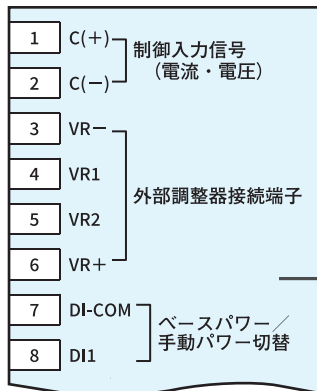 1 C(+)
2 C(−)
制御入力信号
（電流・電圧）
3 VR−
4 VR1
5 VR2
6 VR+
外部調整器接続端子
7 DI-COM
8 DI1
ベースパワー／
手動パワー切替